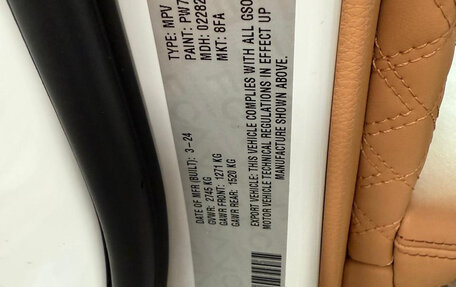 TYPE: MPV
PAINT: PW7
MDH: 02282
MKT: 8FA
DATE OF MFR (BUILT): 3-24
GVWR: 2745 KG
GAWR FRONT: 1271 KG
GAWR REAR: 1520 KG
EXPORT VEHICLE: THIS VEHICLE COMPLIES WITH ALL GSO
MOTOR VEHICLE TECHNICAL REGULATIONS IN EFFECT UP
MANUFACTURE SHOWN ABOVE.